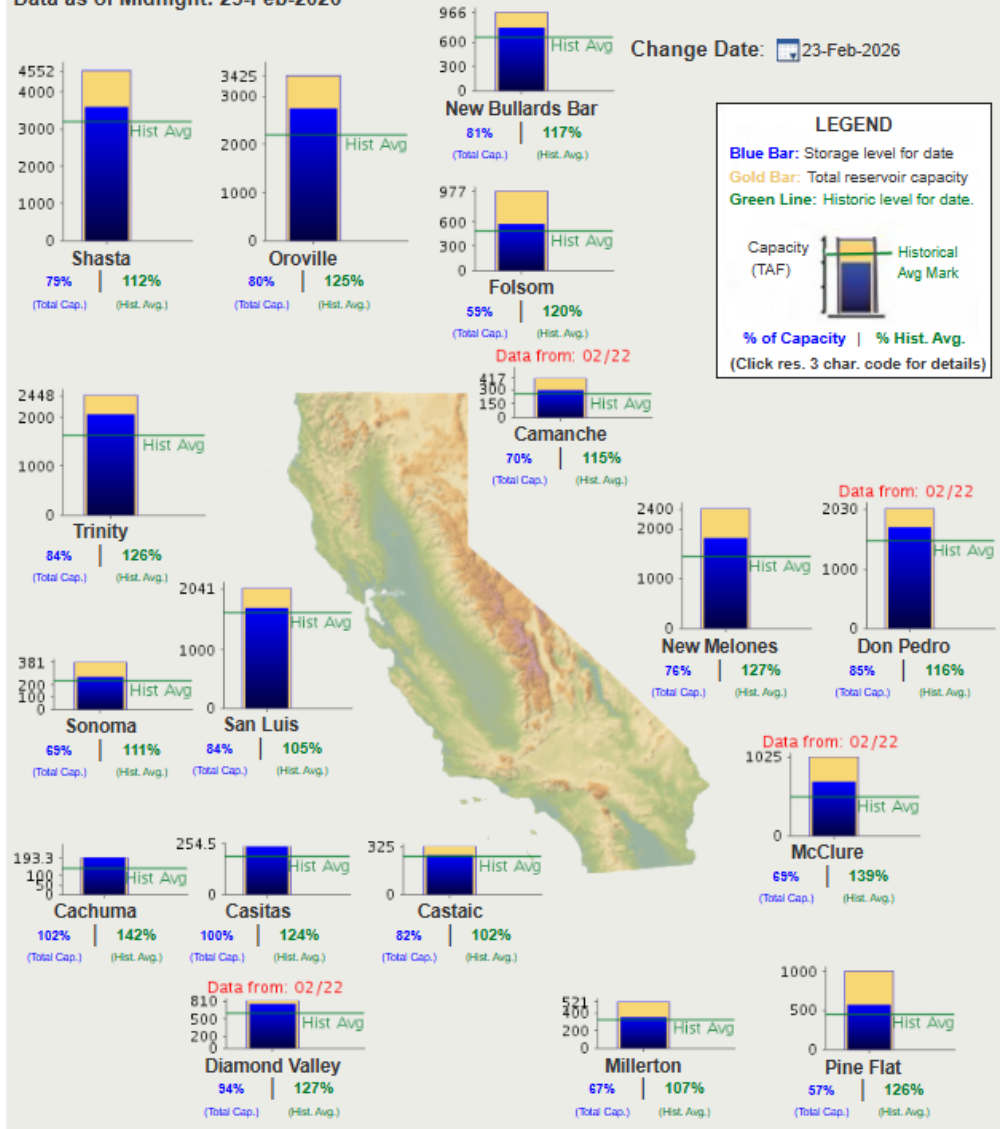 Data as of Midnight: 23-Feb-2026
Change Date: 23-Feb-2026
4552
4000
3000
2000
1000
0
Hist Avg
Shasta
79% | 112%
(Total Cap.) (Hist. Avg.)
3425
3000
2000
1000
0
Hist Avg
Oroville
80% | 125%
(Total Cap.) (Hist. Avg.)
966
600
300
0
Hist Avg
New Bullards Bar
81% | 117%
(Total Cap.) (Hist. Avg.)
977
600
300
0
Hist Avg
Folsom
59% | 120%
(Total Cap.) (Hist. Avg.)
LEGEND
Blue Bar: Storage level for date
Gold Bar: Total reservoir capacity
Green Line: Historic level for date.
Capacity
(TAF)
Historical
Avg Mark
% of Capacity | % Hist. Avg.
(Click res. 3 char. code for details)
Data from: 02/22
417
300
150
0
Hist Avg
Camanche
70% | 115%
(Total Cap.) (Hist. Avg.)
2448
2000
1000
0
Hist Avg
Trinity
84% | 126%
(Total Cap.) (Hist. Avg.)
2400
2000
1000
0
Hist Avg
New Melones
76% | 127%
(Total Cap.) (Hist. Avg.)
Data from: 02/22
2030
1000
0
Hist Avg
Don Pedro
85% | 116%
(Total Cap.) (Hist. Avg.)
381
200
100
0
Hist Avg
Sonoma
69% | 111%
(Total Cap.) (Hist. Avg.)
2041
1000
0
Hist Avg
San Luis
84% | 105%
(Total Cap.) (Hist. Avg.)
Data from: 02/22
1025
0
Hist Avg
McClure
69% | 139%
(Total Cap.) (Hist. Avg.)
193.3
100
50
0
Hist Avg
Cachuma
102% | 142%
(Total Cap.) (Hist. Avg.)
254.5
0
Hist Avg
Casitas
100% | 124%
(Total Cap.) (Hist. Avg.)
325
0
Hist Avg
Castaic
82% | 102%
(Total Cap.) (Hist. Avg.)
Data from: 02/22
810
500
200
0
Hist Avg
Diamond Valley
94% | 127%
(Total Cap.) (Hist. Avg.)
521
400
200
0
Hist Avg
Millerton
67% | 107%
(Total Cap.) (Hist. Avg.)
1000
500
0
Hist Avg
Pine Flat
57% | 126%
(Total Cap.) (Hist. Avg.)